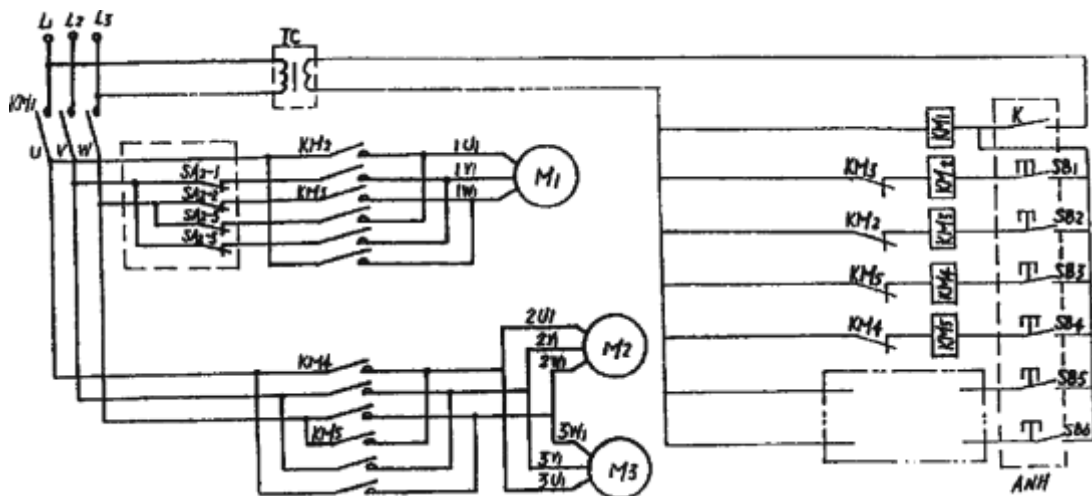 L1 L2 L3
TC
KM1
U V W
SA2-1
SA2-2
SA2-3
KM2
KM3
1U1
1V1
1W1
M1
KM4
KM5
2U1
2V1
2W1
M2
3W1
3V1
3U1
M3
KM1 K
KM3 KM2 SB1
KM2 KM3 SB2
KM5 KM4 SB3
KM4 KM5 SB4
SB5
SB6
ANH